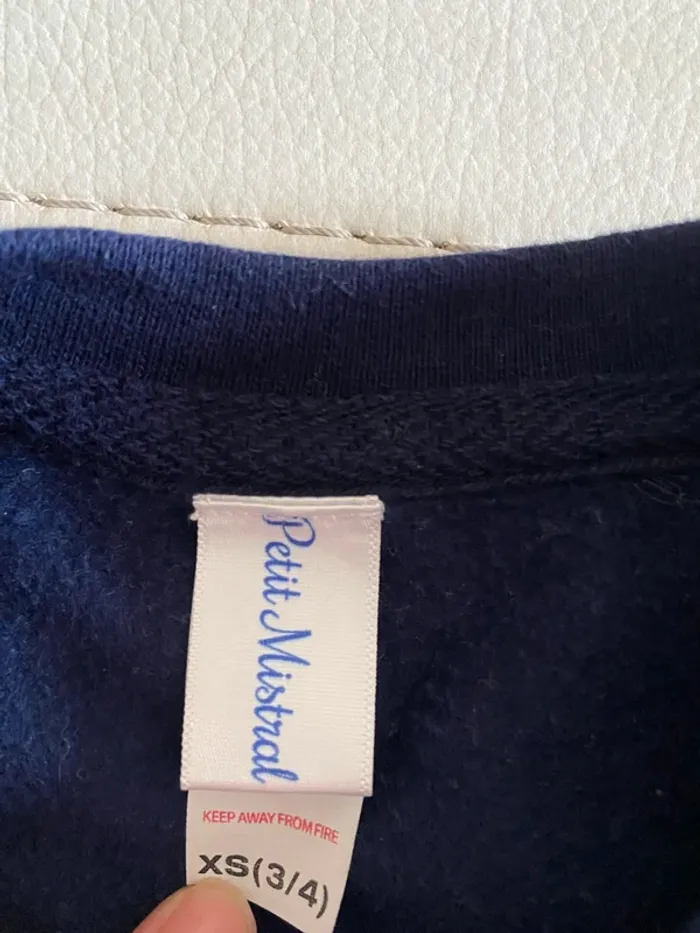 Petit Mistral
KEEP AWAY FROM FIRE
XS(3/4)